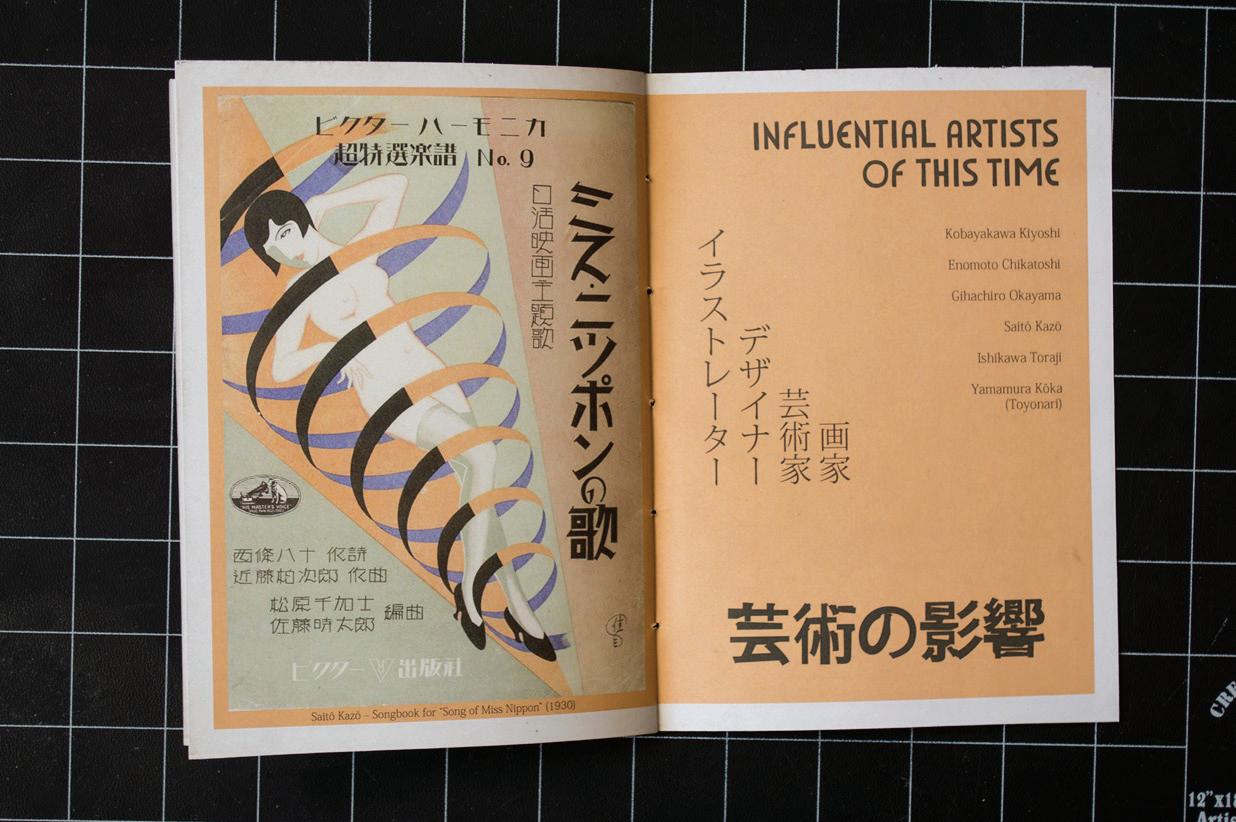 ビクターハーモニカ
超特選楽譜 No. 9
ミス・ニッポンの歌
日活映画主題歌
HIS MASTER'S VOICE
西條八十 作詩
近藤柏次郎 作曲
松原千加士
佐藤晴太郎 編曲
ビクター 出版社
Saitō Kazō – Songbook for "Song of Miss Nippon" (1930)
INFLUENTIAL ARTISTS
OF THIS TIME
Kobayakawa Kiyoshi
Enomoto Chikatoshi
Gihachiro Okayama
Saitō Kazō
Ishikawa Toraji
Yamamura Kōka
(Toyonari)
画家
芸術家
デザイナー
イラストレーター
芸術の影響
CRE
12"x18
Artis